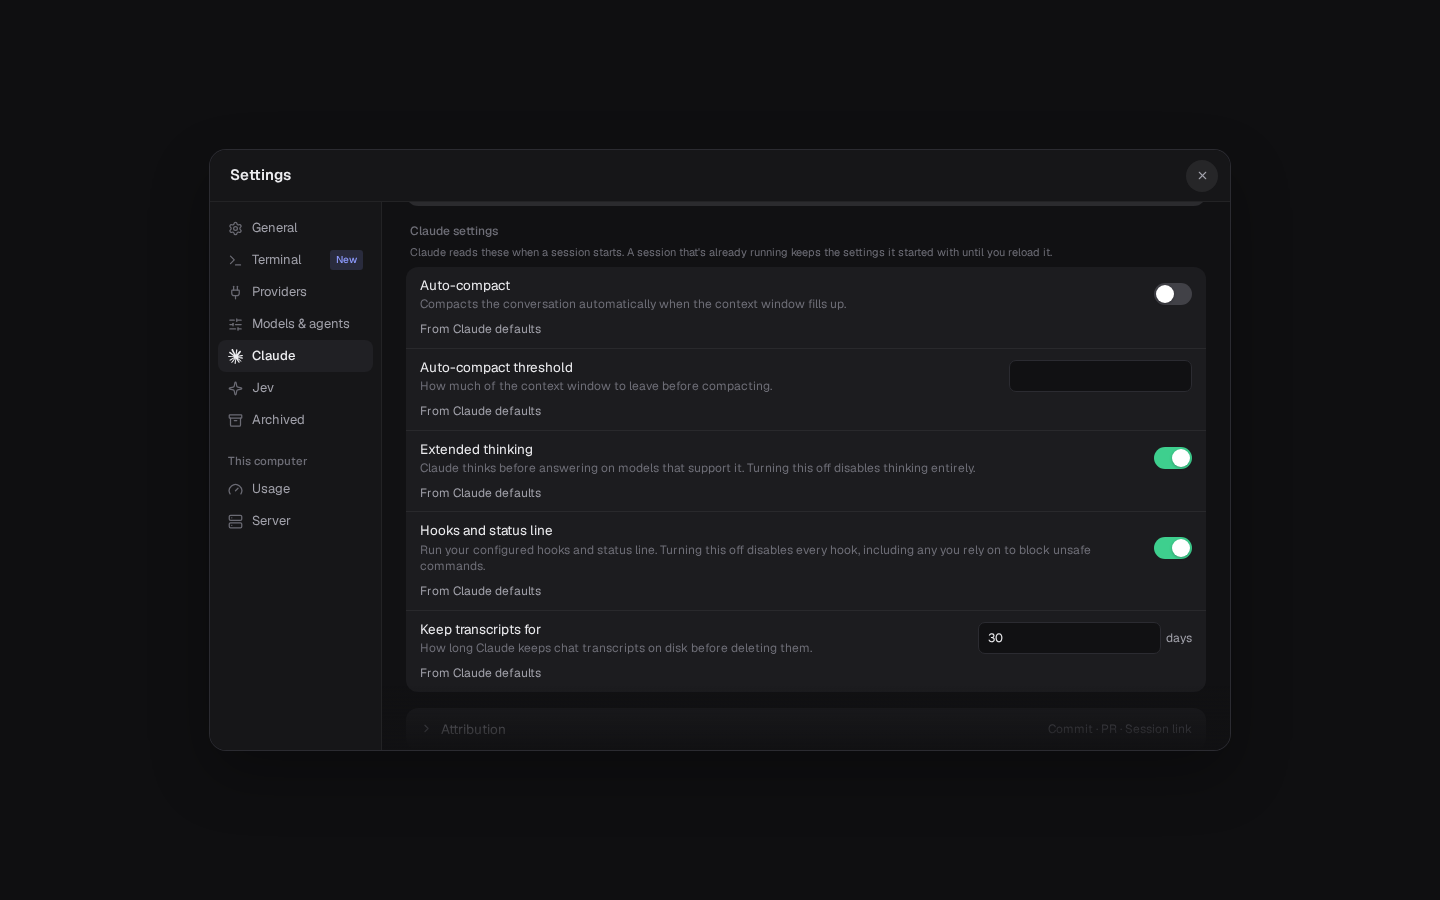 Settings
General
Terminal New
Providers
Models & agents
Claude
Jev
Archived
This computer
Usage
Server
Claude settings
Claude reads these when a session starts. A session that's already running keeps the settings it started with until you reload it.
Auto-compact
Compacts the conversation automatically when the context window fills up.
From Claude defaults
Auto-compact threshold
How much of the context window to leave before compacting.
From Claude defaults
Extended thinking
Claude thinks before answering on models that support it. Turning this off disables thinking entirely.
From Claude defaults
Hooks and status line
Run your configured hooks and status line. Turning this off disables every hook, including any you rely on to block unsafe
commands.
From Claude defaults
Keep transcripts for
30 days
How long Claude keeps chat transcripts on disk before deleting them.
From Claude defaults
Attribution
Commit · PR · Session link